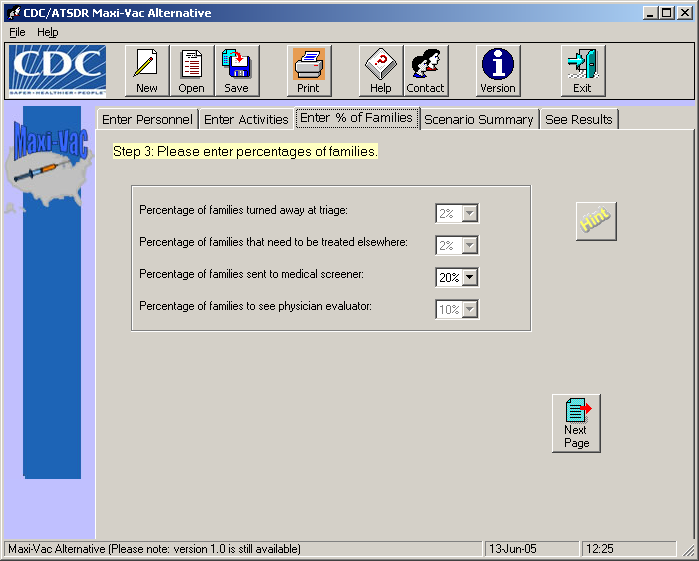 CDC/ATSDR Maxi-Vac Alternative
File Help
CDC
SAFER·HEALTHIER·PEOPLE
New Open Save Print Help Contact Version Exit
Maxi-Vac
Enter Personnel Enter Activities Enter % of Families Scenario Summary See Results
Step 3: Please enter percentages of families.
Percentage of families turned away at triage: 2%
Hint
Percentage of families that need to be treated elsewhere: 2%
Percentage of families sent to medical screener: 20%
Percentage of families to see physician evaluator: 10%
Next
Page
Maxi-Vac Alternative (Please note: version 1.0 is still available) 13-Jun-05 12:25